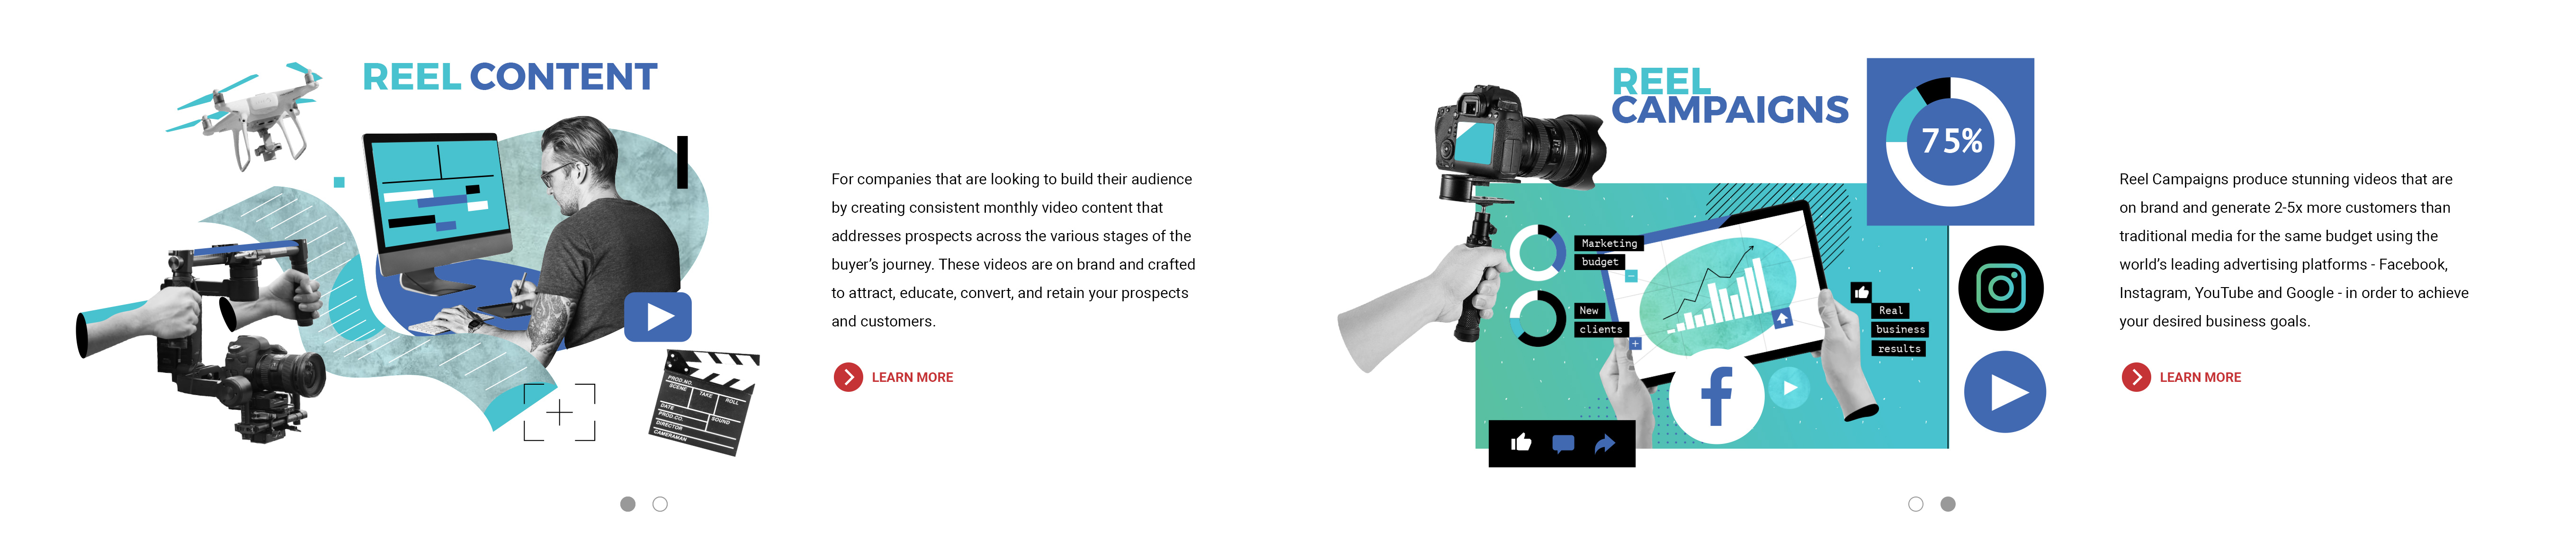 REEL CONTENT
PROD.NO.
SCENE
TAKE
ROLL
DATE
SOUND
PROD.CO.
DIRECTOR
CAMERAMAN
For companies that are looking to build their audience
by creating consistent monthly video content that
addresses prospects across the various stages of the
buyer’s journey. These videos are on brand and crafted
to attract, educate, convert, and retain your prospects
and customers.
LEARN MORE
REEL
CAMPAIGNS
75%
Marketing
budget
New
clients
Real
business
results
Reel Campaigns produce stunning videos that are
on brand and generate 2-5x more customers than
traditional media for the same budget using the
world’s leading advertising platforms - Facebook,
Instagram, YouTube and Google - in order to achieve
your desired business goals.
LEARN MORE